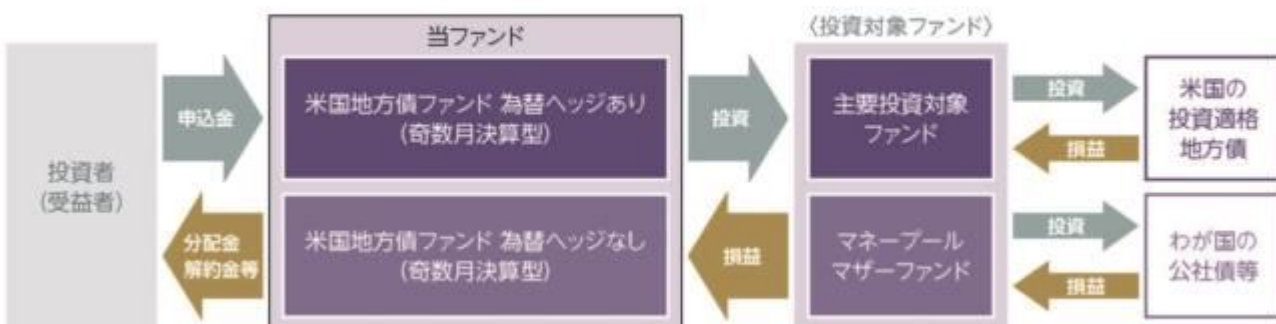 当ファンド
〈投資対象ファンド〉
投資者
(受益者)
申込金
分配金
解約金等
米国地方債ファンド 為替ヘッジあり
(奇数月決算型)
米国地方債ファンド 為替ヘッジなし
(奇数月決算型)
投資
損益
主要投資対象
ファンド
マネープール
マザーファンド
投資
損益
投資
損益
米国の
投資適格
地方債
わが国の
公社債等